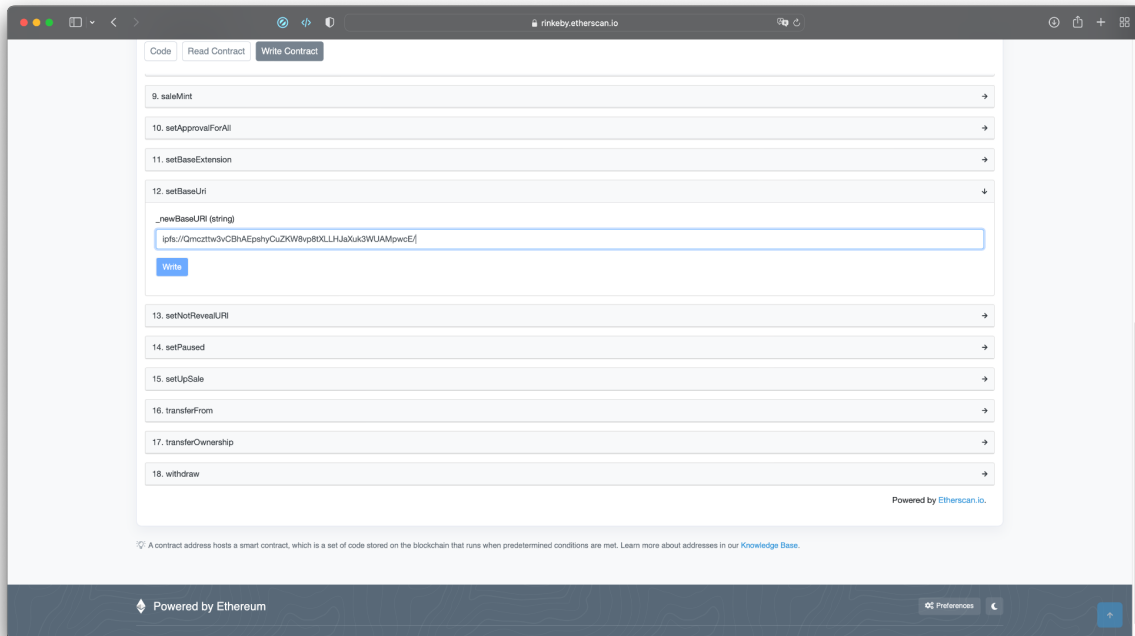 rinkeby.etherscan.io
Code Read Contract Write Contract
9. saleMint
10. setApprovalForAll
11. setBaseExtension
12. setBaseUri
_newBaseURI (string)
ipfs://Qmczttw3vCBhAEpshyCuZKW8vp8tXLLHJaXuk3WUAMpwcE/
Write
13. setNotRevealURI
14. setPaused
15. setUpSale
16. transferFrom
17. transferOwnership
18. withdraw
Powered by Etherscan.io.
A contract address hosts a smart contract, which is a set of code stored on the blockchain that runs when predetermined conditions are met. Learn more about addresses in our Knowledge Base.
Powered by Ethereum
Preferences